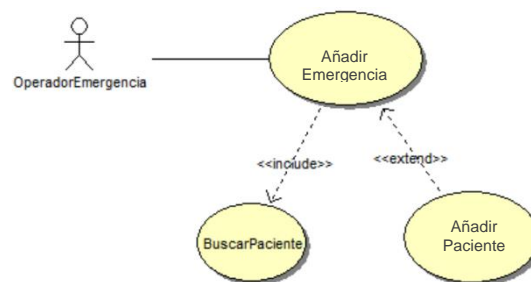 Añadir
Emergencia
OperadorEmergencia
<<include>>
<<extend>>
BuscarPaciente
Añadir
Paciente